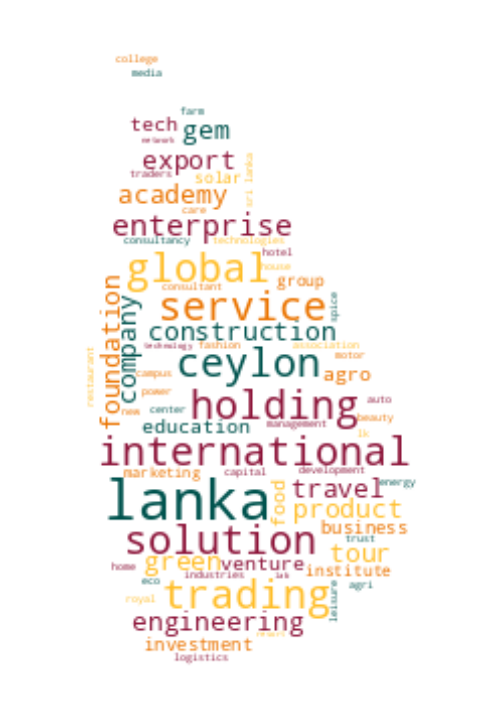 college
media
farm
tech gem
network
export
traders solar
sri lanka
academy
care
enterprise
consultancy technologies
hotel
global house
consultant group
foundation
company
service
spice
construction
technology fashion association
restaurant
ceylon motor
campus agro
power
holding auto
new center beauty
education management
lk
international
marketing capital development
lanka
food
travel energy
product
business
solution trust
tour
green venture
home industries lab institute
eco agri
leisure
royal trading
engineering
investment
logistics